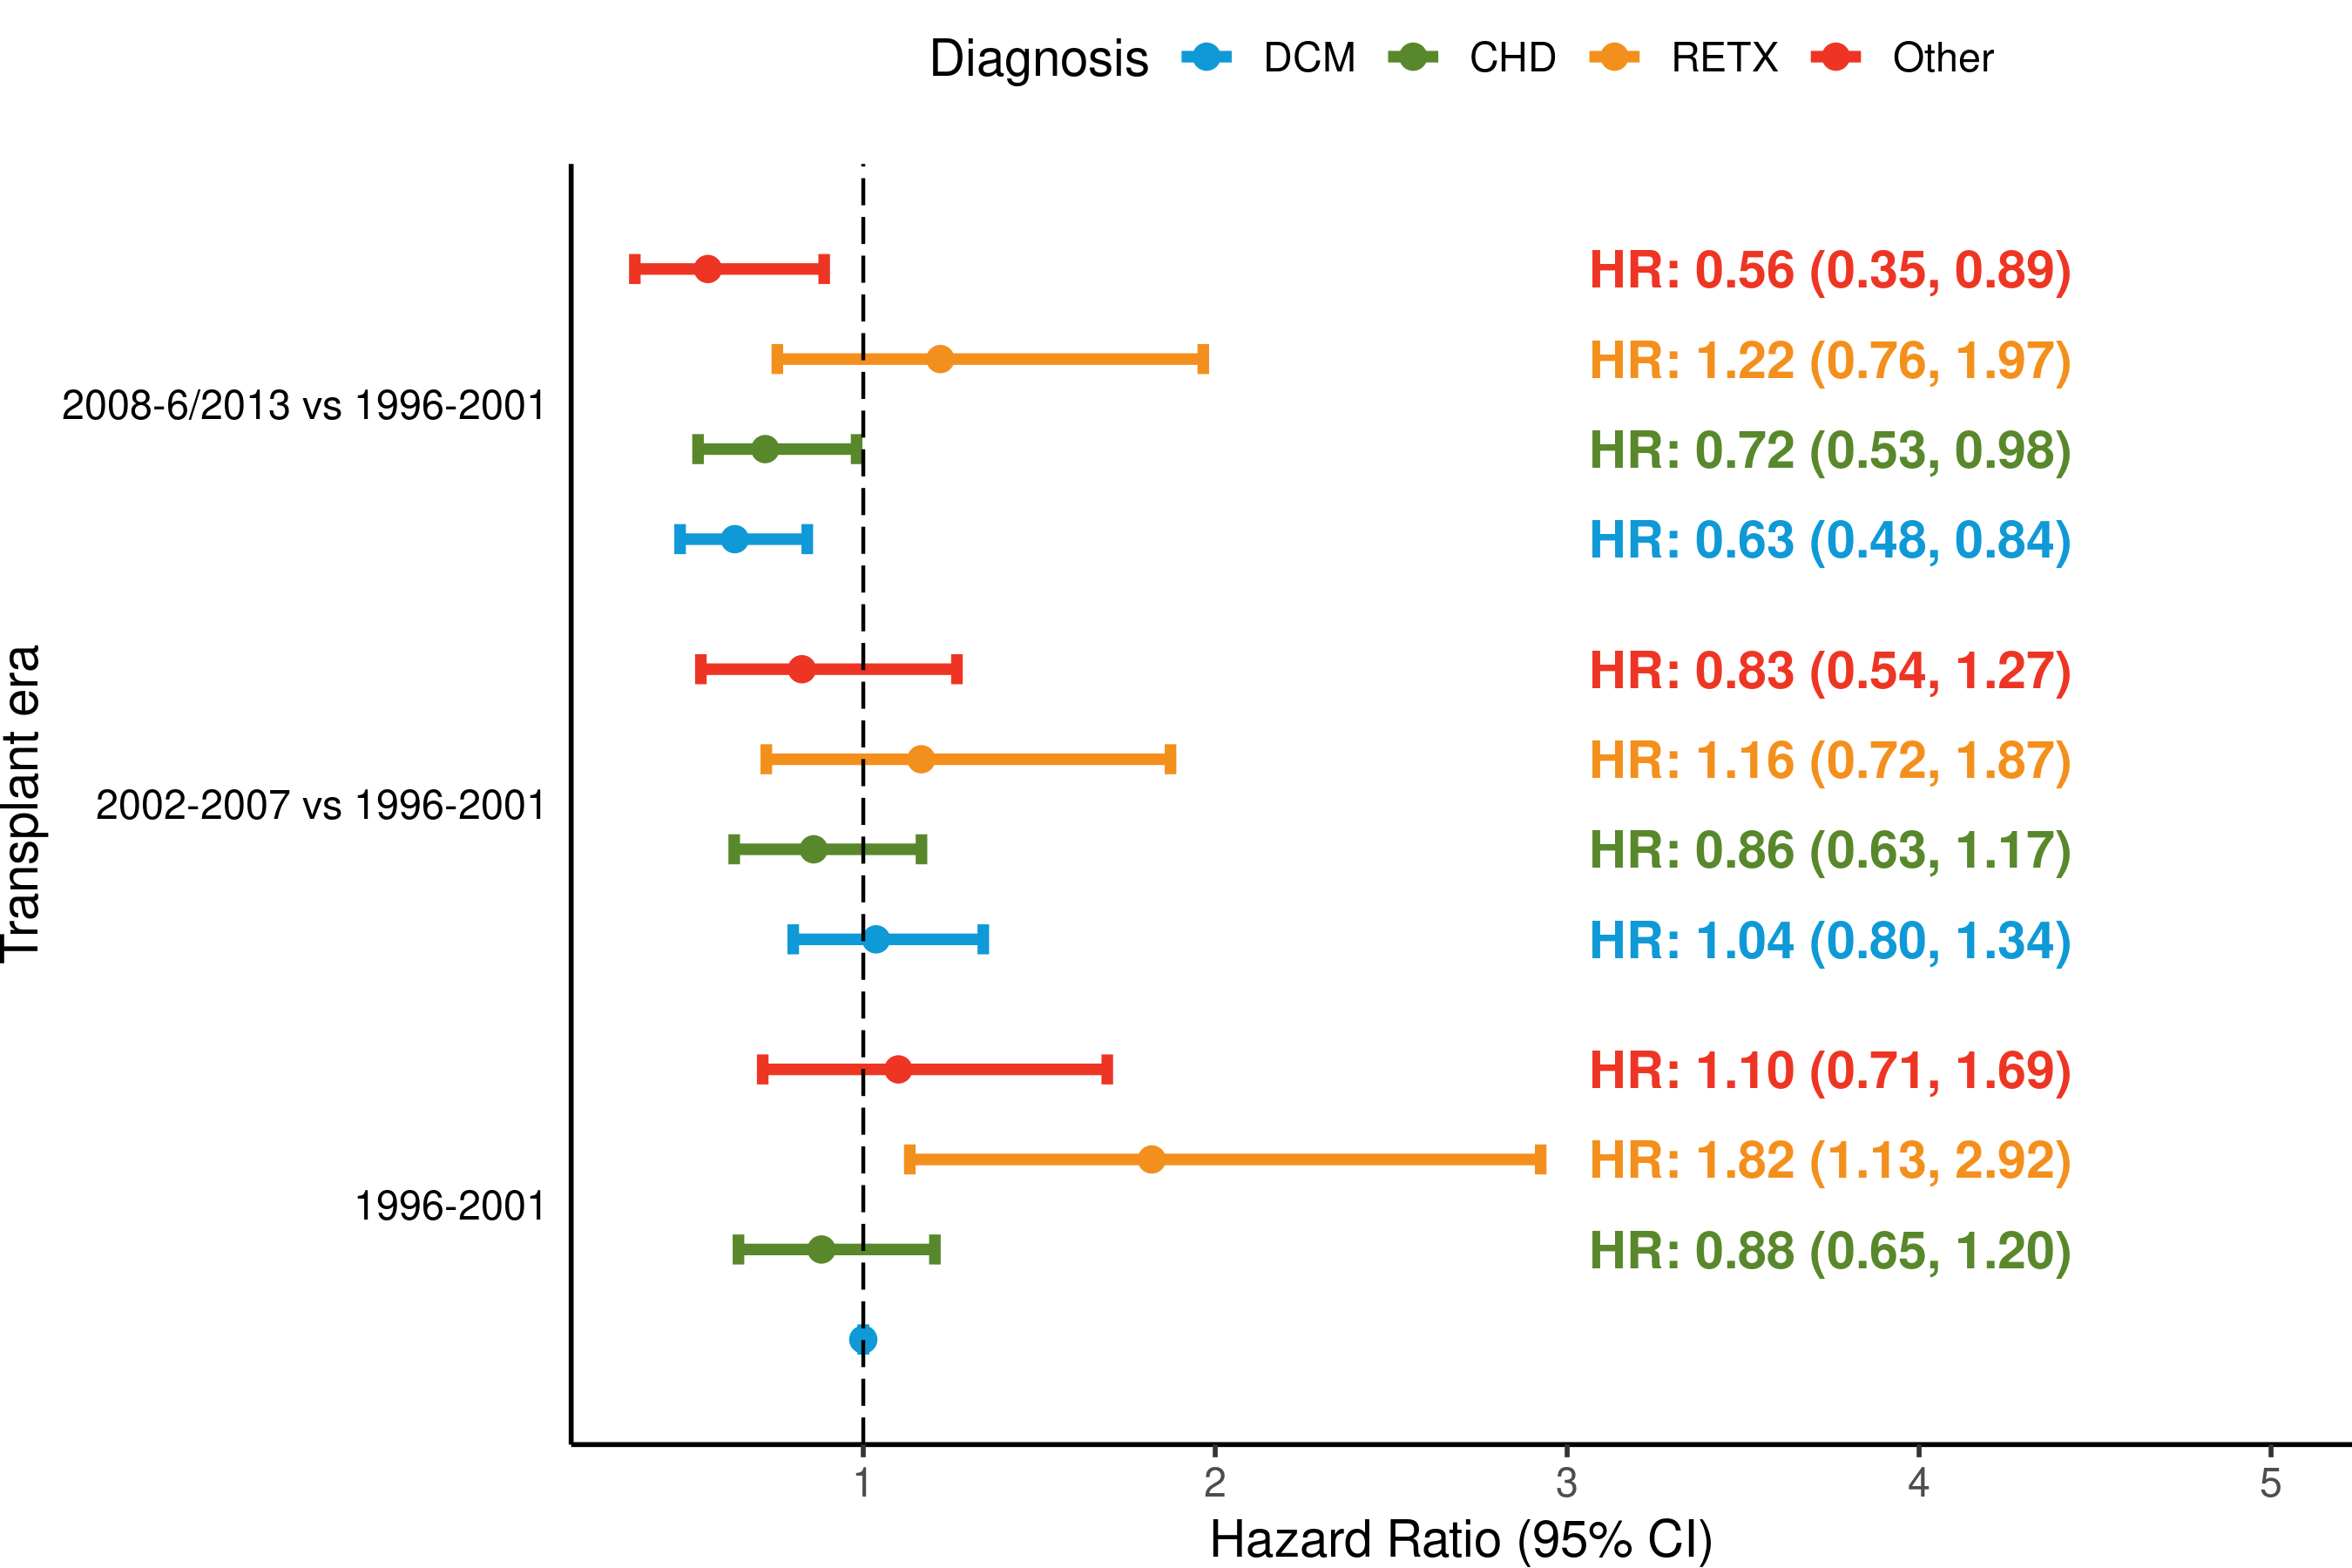 Diagnosis DCM CHD RETX Other
HR: 0.56 (0.35, 0.89)
HR: 1.22 (0.76, 1.97)
2008-6/2013 vs 1996-2001
HR: 0.72 (0.53, 0.98)
HR: 0.63 (0.48, 0.84)
HR: 0.83 (0.54, 1.27)
HR: 1.16 (0.72, 1.87)
2002-2007 vs 1996-2001
HR: 0.86 (0.63, 1.17)
HR: 1.04 (0.80, 1.34)
Transplant era
HR: 1.10 (0.71, 1.69)
HR: 1.82 (1.13, 2.92)
1996-2001
HR: 0.88 (0.65, 1.20)
1 2 3 4 5
Hazard Ratio (95% CI)